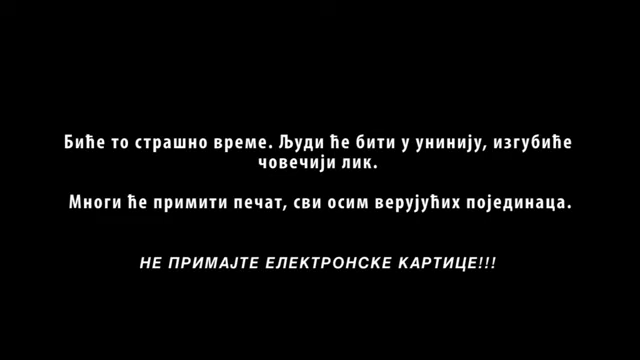 Биће то страшно време. Људи ће бити у унинију, изгубиће
човечији лик.
Многи ће примити печат, сви осим верујућих појединаца.
НЕ ПРИМАЈТЕ ЕЛЕКТРОНСКЕ КАРТИЦЕ!!!